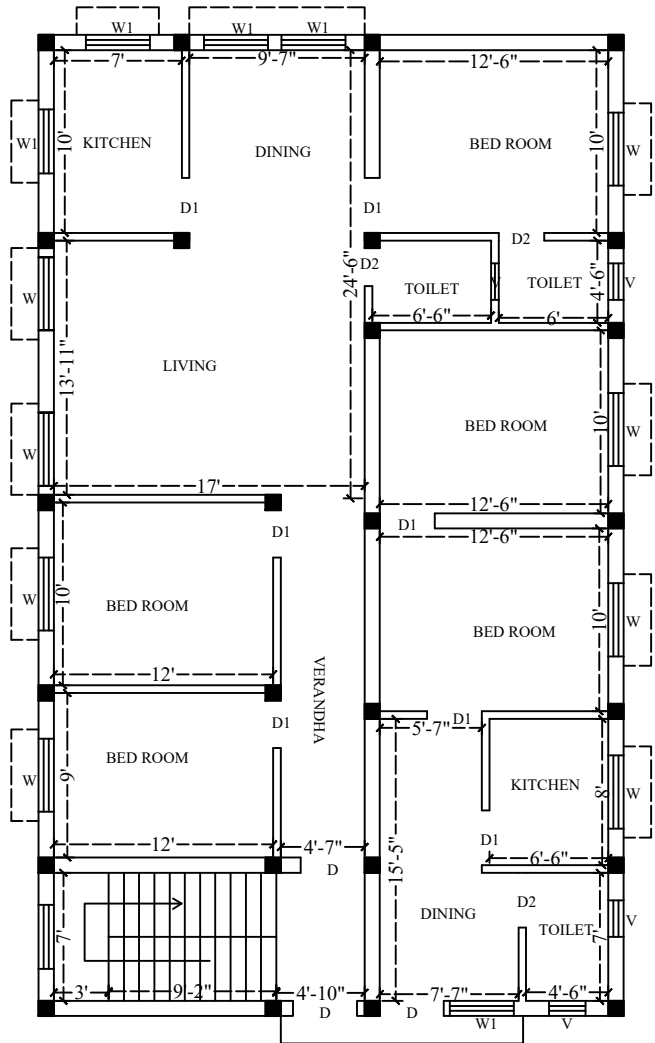 W1 W1 W1
7' 9'-7" 12'-6"
W1 10' KITCHEN DINING BED ROOM 10' W
D1 D1
D2
W D2 TOILET V TOILET 4'-6" V
24'-6"
6'-6" 6'
13'-11" LIVING
W BED ROOM 10' W
17' 12'-6"
D1 D1 12'-6"
W 10' BED ROOM BED ROOM 10' W
12' VERANDHA
D1 D1
5'-7"
W 9' BED ROOM KITCHEN 8' W
12' 4'-7" D1
15'-5" 6'-6"
D
7' DINING D2 TOILET 7' V
3' 9'-2" 4'-10" 7'-7" 4'-6"
D D W1 V